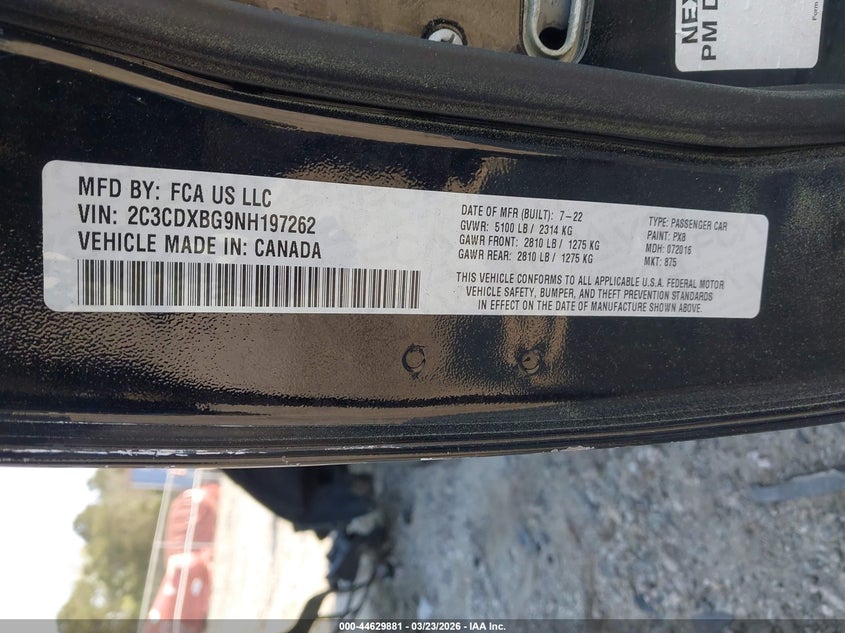 NEX
PM D
Form
MFD BY: FCA US LLC
VIN: 2C3CDXBG9NH197262
VEHICLE MADE IN: CANADA
DATE OF MFR (BUILT): 7-22
GVWR: 5100 LB / 2314 KG
GAWR FRONT: 2810 LB / 1275 KG
GAWR REAR: 2810 LB / 1275 KG
TYPE: PASSENGER CAR
PAINT: PX8
MDH: 072016
MKT: 875
THIS VEHICLE CONFORMS TO ALL APPLICABLE U.S.A. FEDERAL MOTOR
VEHICLE SAFETY, BUMPER, AND THEFT PREVENTION STANDARDS
IN EFFECT ON THE DATE OF MANUFACTURE SHOWN ABOVE.
000-44629881 - 03/23/2026 - IAA Inc.